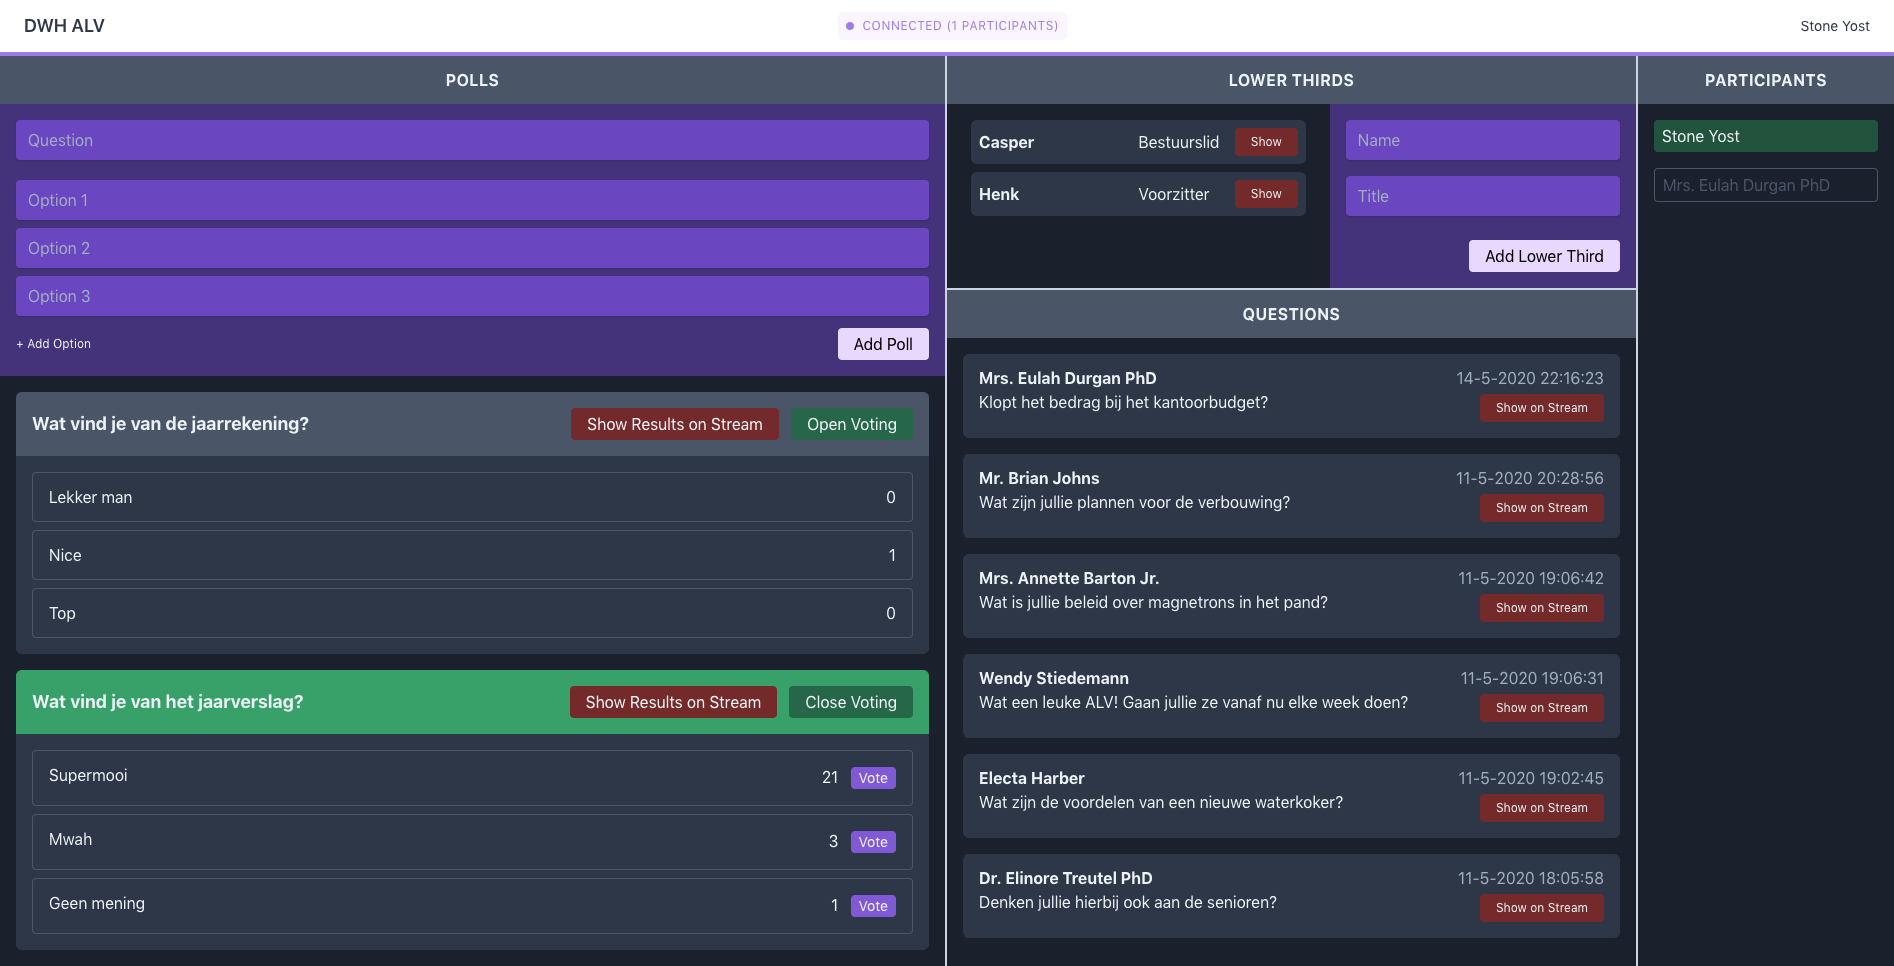 DWH ALV
CONNECTED (1 PARTICIPANTS)
Stone Yost
POLLS
Question
Option 1
Option 2
Option 3
+ Add Option
Add Poll
Wat vind je van de jaarrekening?
Show Results on Stream
Open Voting
Lekker man
0
Nice
1
Top
0
Wat vind je van het jaarverslag?
Show Results on Stream
Close Voting
Supermooi
21
Vote
Mwah
3
Vote
Geen mening
1
Vote
LOWER THIRDS
Casper
Bestuurslid
Show
Henk
Voorzitter
Show
Name
Title
Add Lower Third
QUESTIONS
Mrs. Eulah Durgan PhD
14-5-2020 22:16:23
Klopt het bedrag bij het kantoorbudget?
Show on Stream
Mr. Brian Johns
11-5-2020 20:28:56
Wat zijn jullie plannen voor de verbouwing?
Show on Stream
Mrs. Annette Barton Jr.
11-5-2020 19:06:42
Wat is jullie beleid over magnetrons in het pand?
Show on Stream
Wendy Stiedemann
11-5-2020 19:06:31
Wat een leuke ALV! Gaan jullie ze vanaf nu elke week doen?
Show on Stream
Electa Harber
11-5-2020 19:02:45
Wat zijn de voordelen van een nieuwe waterkoker?
Show on Stream
Dr. Elinore Treutel PhD
11-5-2020 18:05:58
Denken jullie hierbij ook aan de senioren?
Show on Stream
PARTICIPANTS
Stone Yost
Mrs. Eulah Durgan PhD